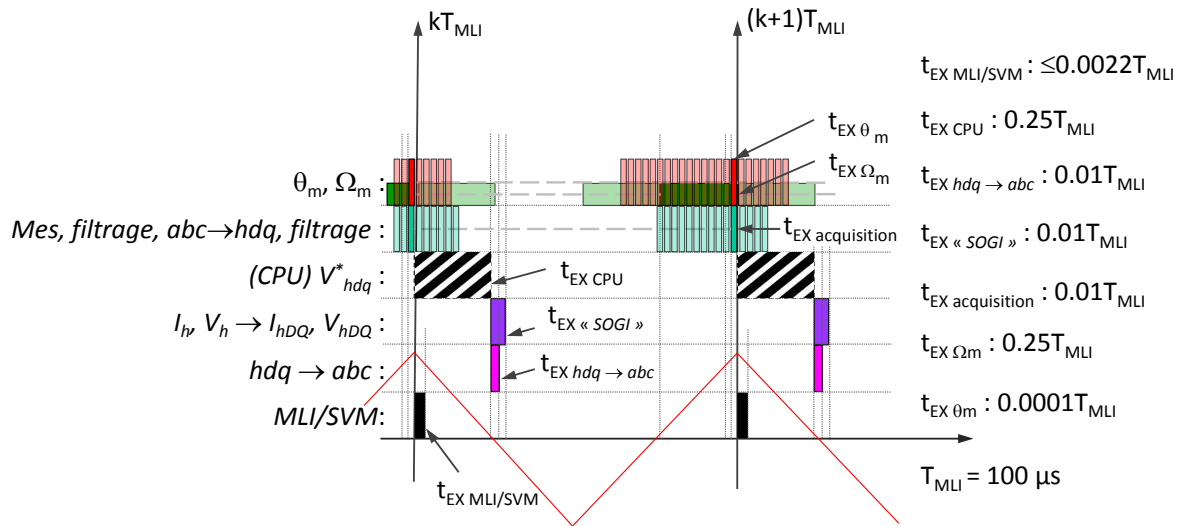 kT_MLI
(k+1)T_MLI
t_EX MLI/SVM : ≤0.0022T_MLI
t_EX θ m
t_EX CPU : 0.25T_MLI
t_EX Ω m
θ_m, Ω_m :
t_EX hdq → abc : 0.01T_MLI
Mes, filtrage, abc→hdq, filtrage :
t_EX acquisition
t_EX « SOGI » : 0.01T_MLI
(CPU) V*_hdq :
t_EX CPU
t_EX acquisition : 0.01T_MLI
I_h, V_h → I_hDQ, V_hDQ :
t_EX « SOGI »
t_EX Ωm : 0.25T_MLI
hdq → abc :
t_EX hdq → abc
t_EX θm : 0.0001T_MLI
MLI/SVM:
T_MLI = 100 µs
t_EX MLI/SVM